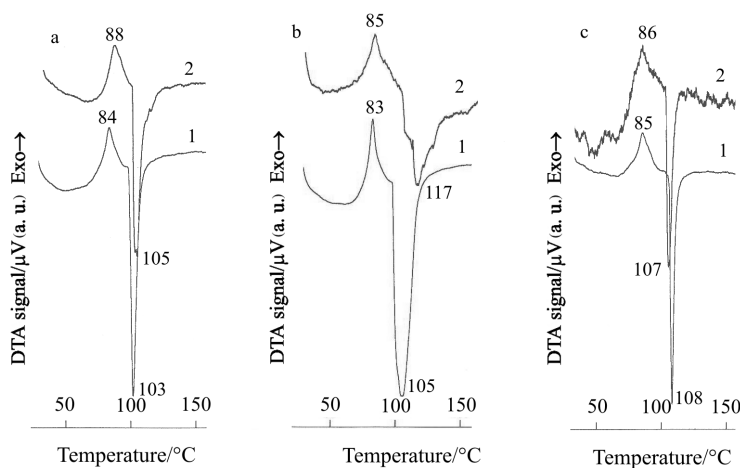 a
88
2
84
1
105
103
DTA signal/μV(a. u.) Exo→
50 100 150
Temperature/°C
b
85
2
83
1
117
105
DTA signal/μV(a. u.) Exo→
50 100 150
Temperature/°C
c
86
2
85
1
107
108
DTA signal/μV(a. u.) Exo→
50 100 150
Temperature/°C